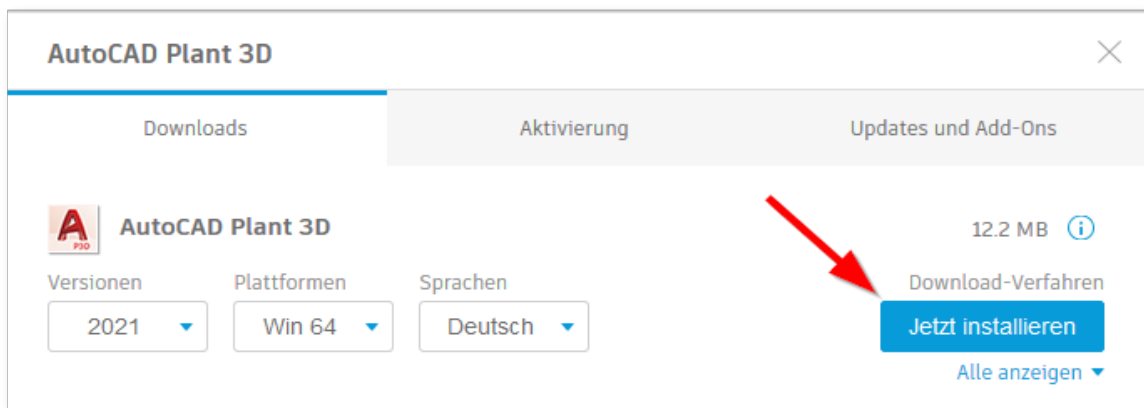 AutoCAD Plant 3D
Downloads Aktivierung Updates und Add-Ons
A P3D AutoCAD Plant 3D 12.2 MB i
Versionen Plattformen Sprachen Download-Verfahren
2021 Win 64 Deutsch Jetzt installieren
Alle anzeigen